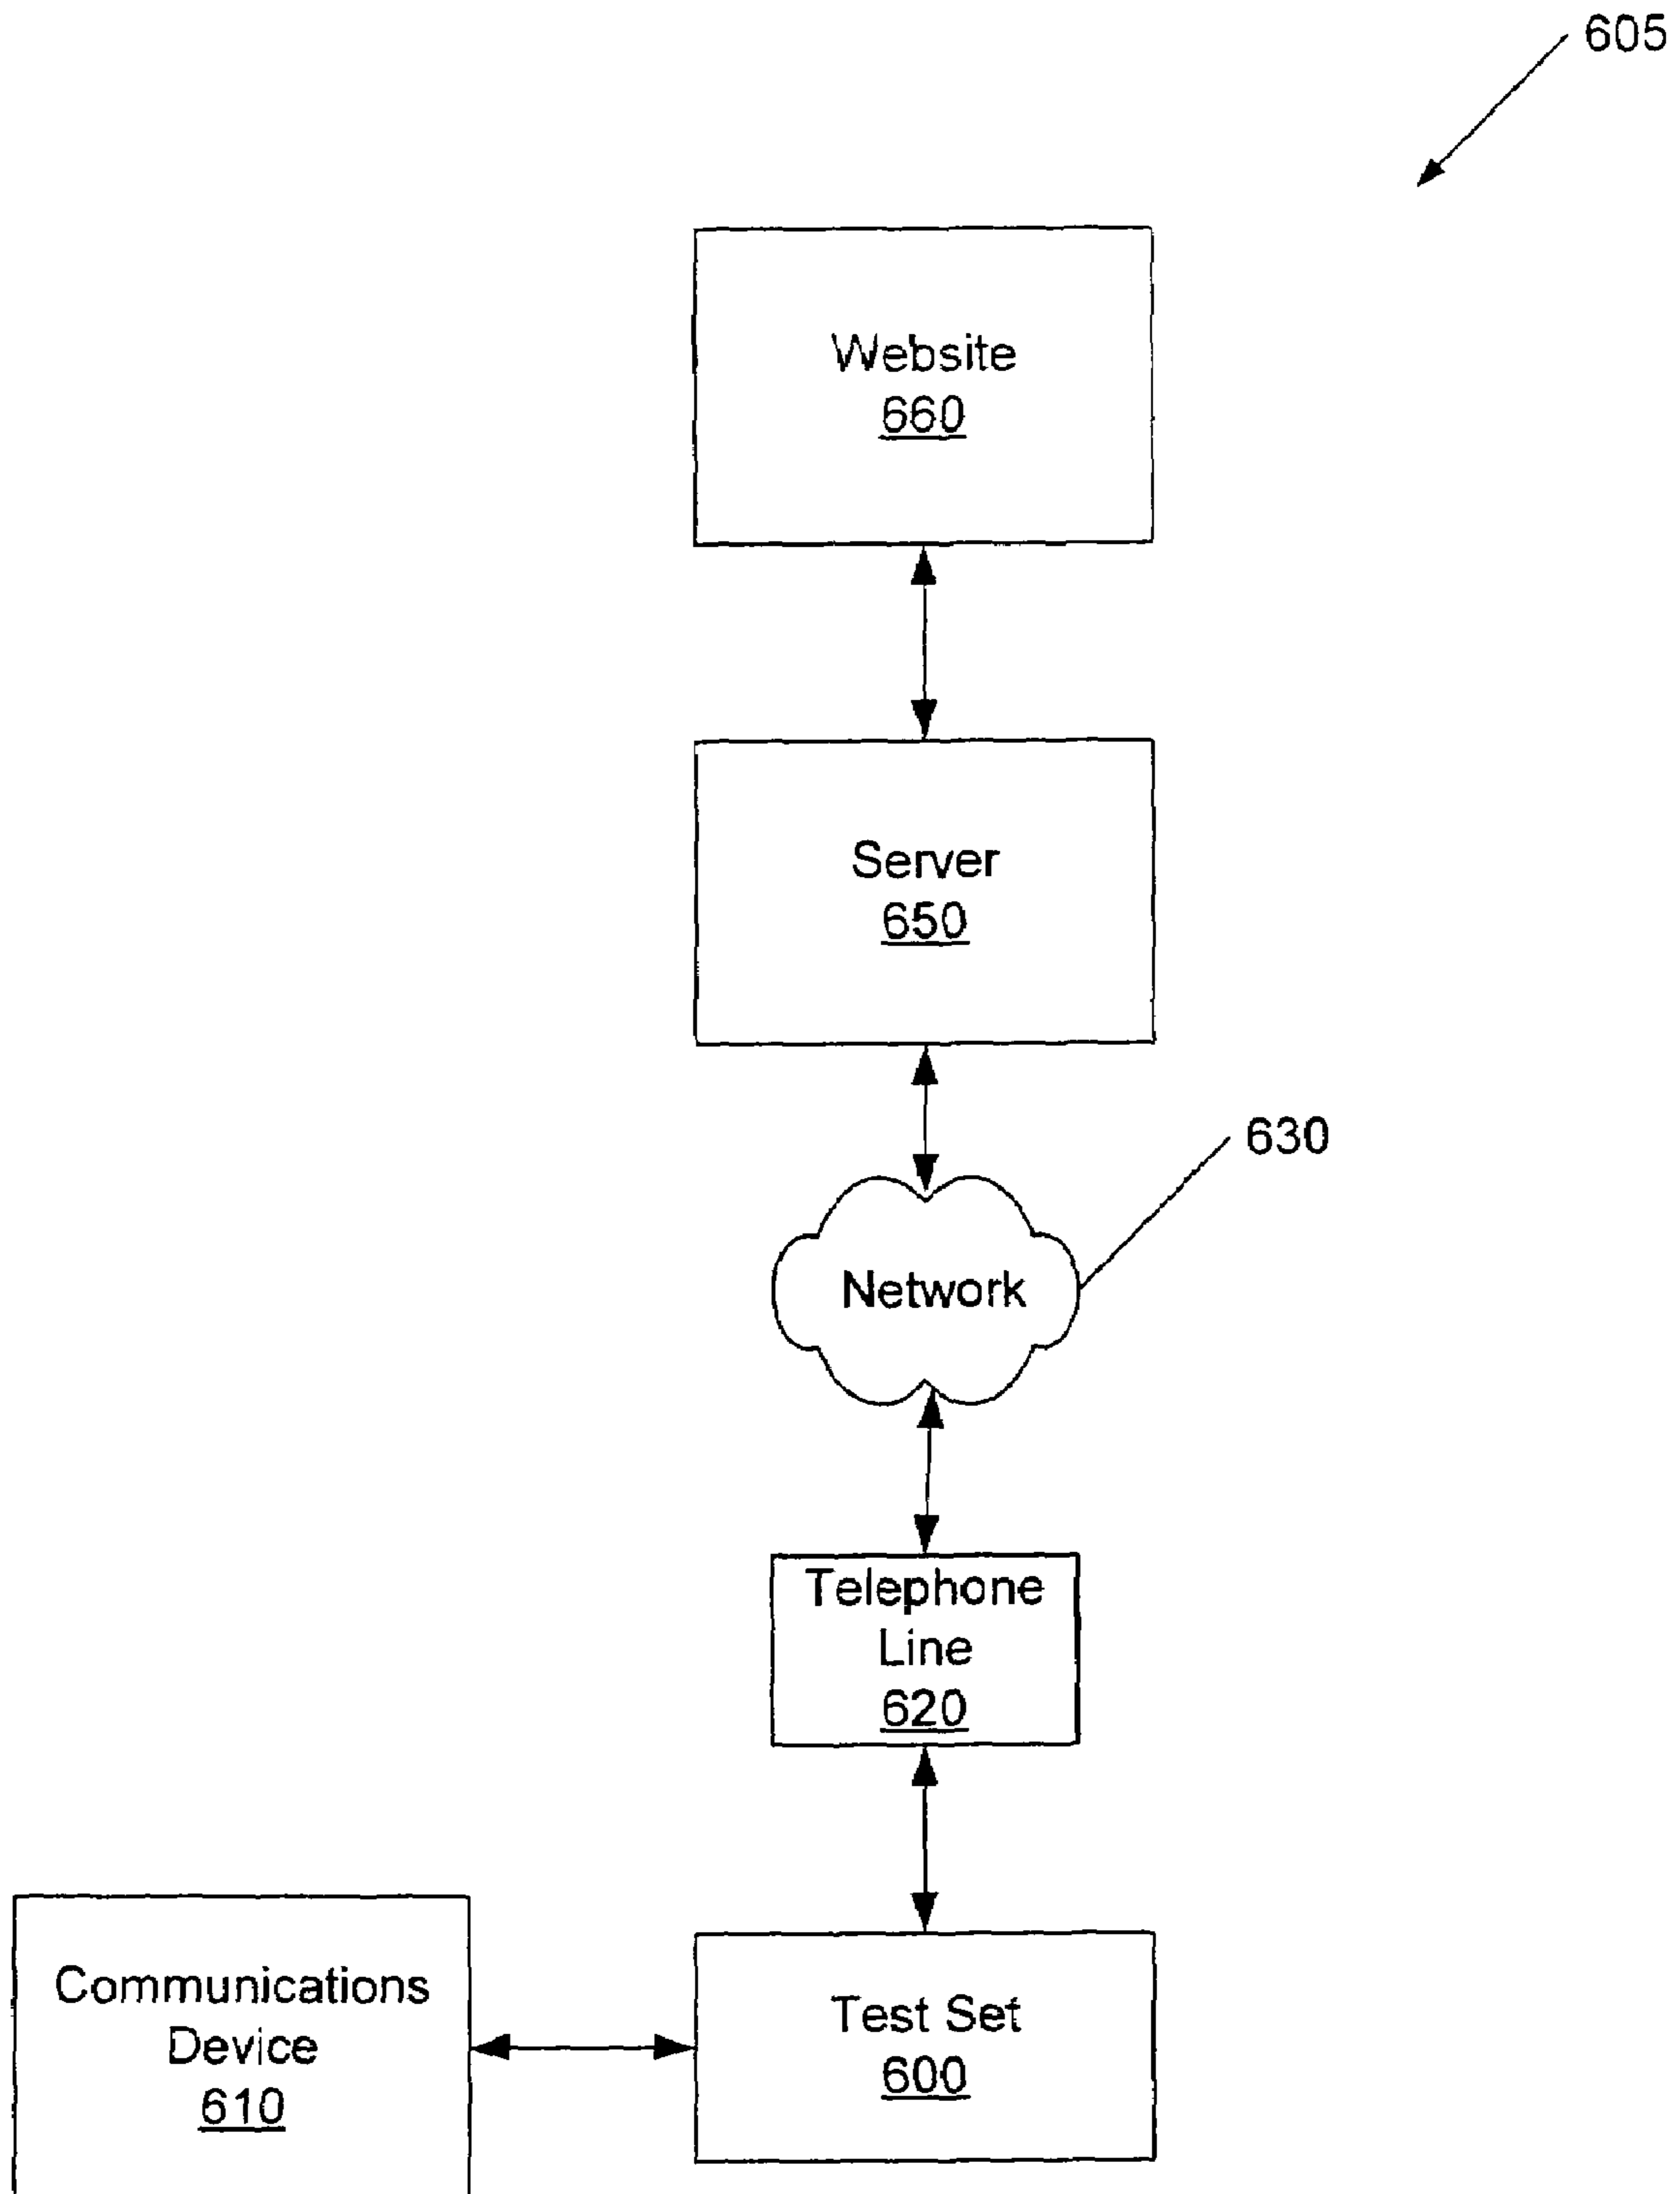 605
Website
660
Server
650
630
Network
Telephone
Line
620
Communications
Device
610
Test Set
600